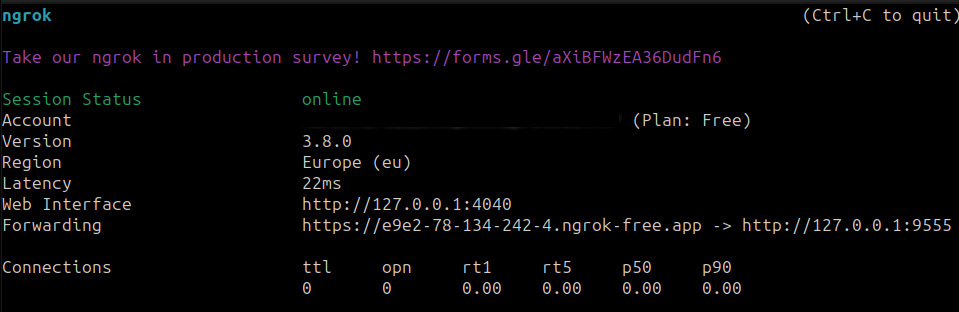 ngrok (Ctrl+C to quit)
Take our ngrok in production survey! https://forms.gle/aXiBFWzEA36DudFn6
Session Status online
Account (Plan: Free)
Version 3.8.0
Region Europe (eu)
Latency 22ms
Web Interface http://127.0.0.1:4040
Forwarding https://e9e2-78-134-242-4.ngrok-free.app -> http://127.0.0.1:9555
Connections ttl opn rt1 rt5 p50 p90
0 0 0.00 0.00 0.00 0.00